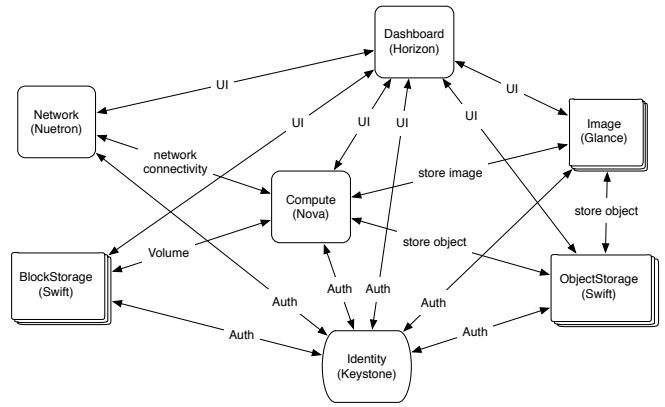 Dashboard
(Horizon)
UI
UI
Network
(Nuetron)
UI
UI
UI
UI
Image
(Glance)
network
connectivity
store image
Compute
(Nova)
store object
Volume
store object
BlockStorage
(Swift)
ObjectStorage
(Swift)
Auth
Auth
Auth
Auth
Auth
Auth
Identity
(Keystone)